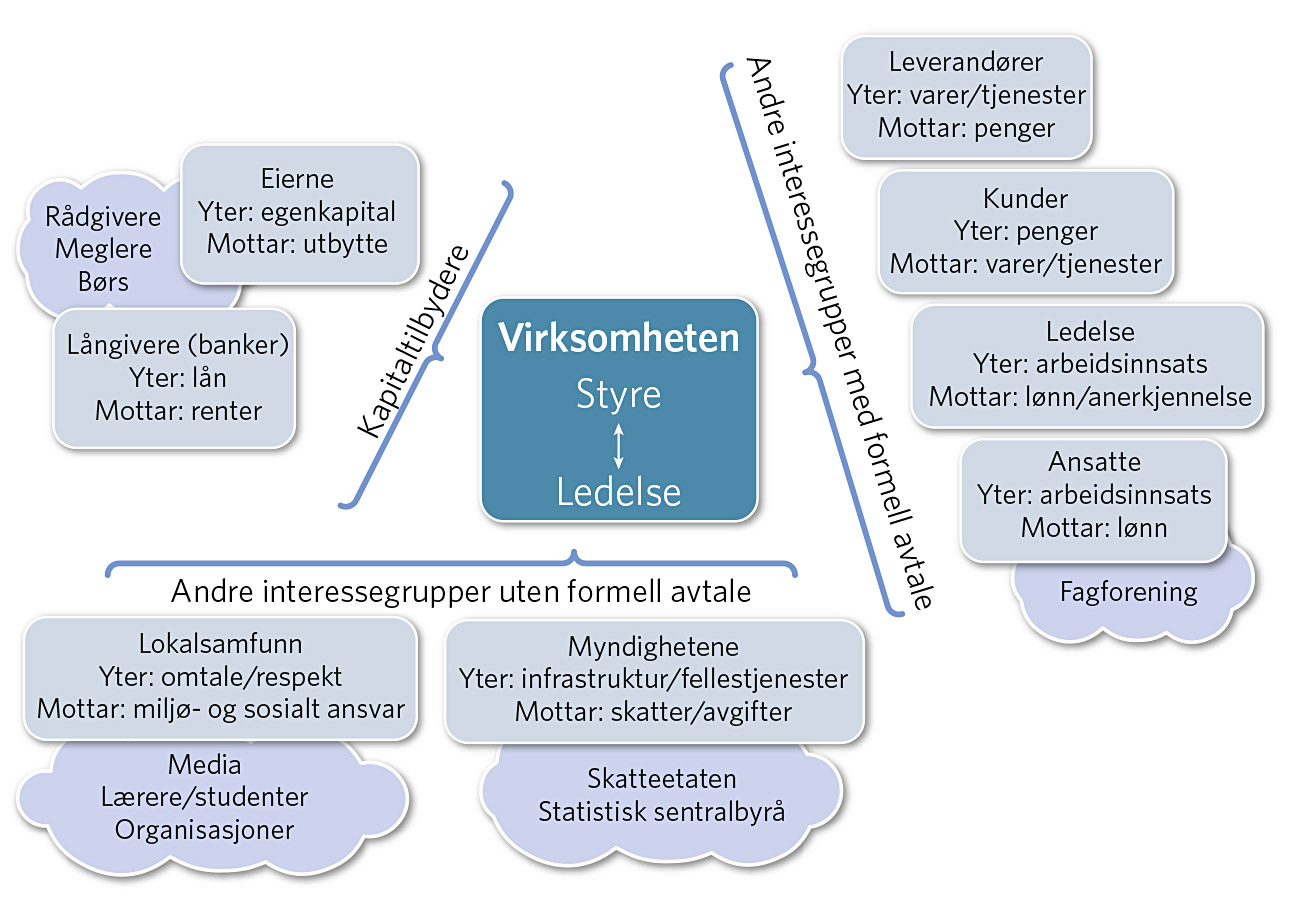 Rådgivere
Meglere
Børs
Eierne
Yter: egenkapital
Mottar: utbytte
Långivere (banker)
Yter: lån
Mottar: renter
Kapitaltilbydere
Virksomheten
Styre
Ledelse
Andre interessegrupper med formell avtale
Leverandører
Yter: varer/tjenester
Mottar: penger
Kunder
Yter: penger
Mottar: varer/tjenester
Ledelse
Yter: arbeidsinnsats
Mottar: lønn/anerkjennelse
Ansatte
Yter: arbeidsinnsats
Mottar: lønn
Fagforening
Andre interessegrupper uten formell avtale
Lokalsamfunn
Yter: omtale/respekt
Mottar: miljø- og sosialt ansvar
Media
Lærere/studenter
Organisasjoner
Myndighetene
Yter: infrastruktur/fellestjenester
Mottar: skatter/avgifter
Skatteetaten
Statistisk sentralbyrå